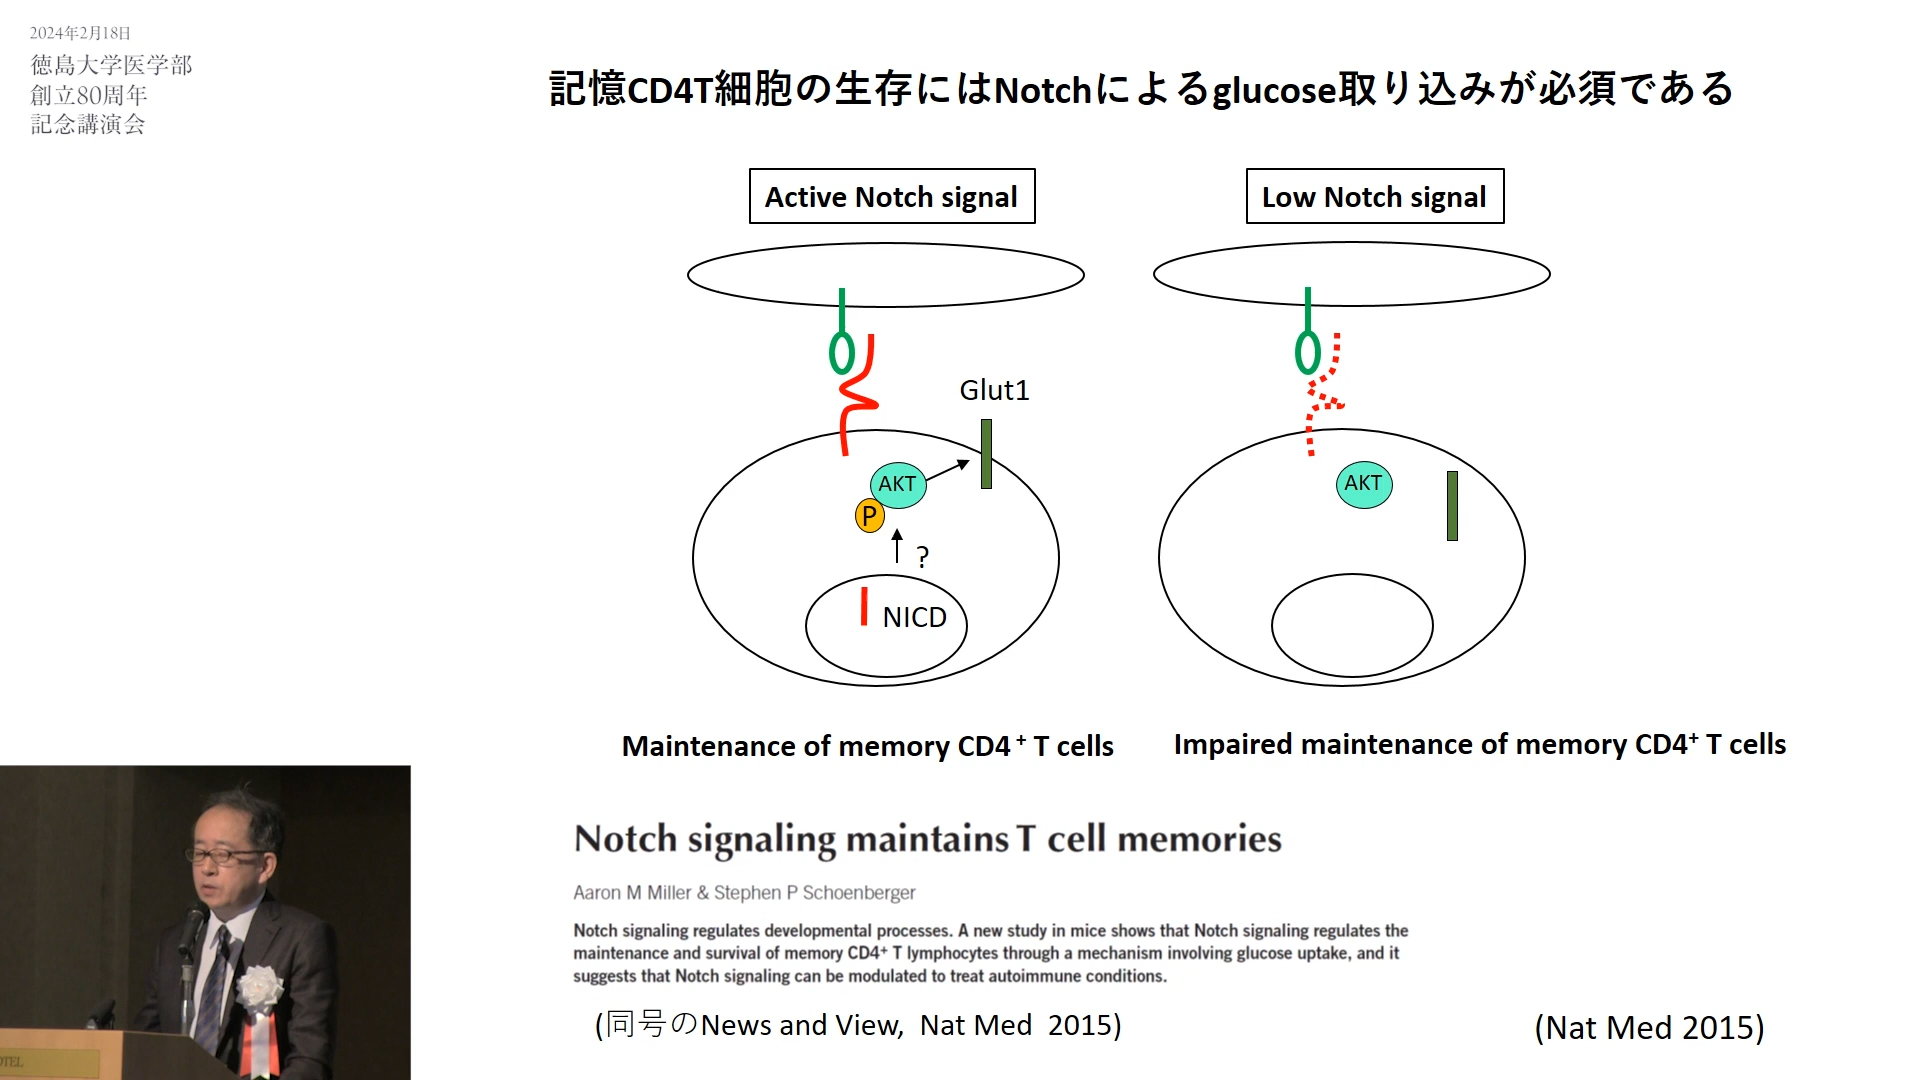 2024年2月18日
徳島大学医学部
創立80周年
記念講演会
記憶CD4T細胞の生存にはNotchによるglucose取り込みが必須である
Active Notch signal
Low Notch signal
Glut1
AKT
P
?
NICD
AKT
Maintenance of memory CD4⁺ T cells
Impaired maintenance of memory CD4⁺ T cells
Notch signaling maintains T cell memories
Aaron M Miller & Stephen P Schoenberger
Notch signaling regulates developmental processes. A new study in mice shows that Notch signaling regulates the
maintenance and survival of memory CD4⁺ T lymphocytes through a mechanism involving glucose uptake, and it
suggests that Notch signaling can be modulated to treat autoimmune conditions.
(同号のNews and View, Nat Med 2015)
(Nat Med 2015)